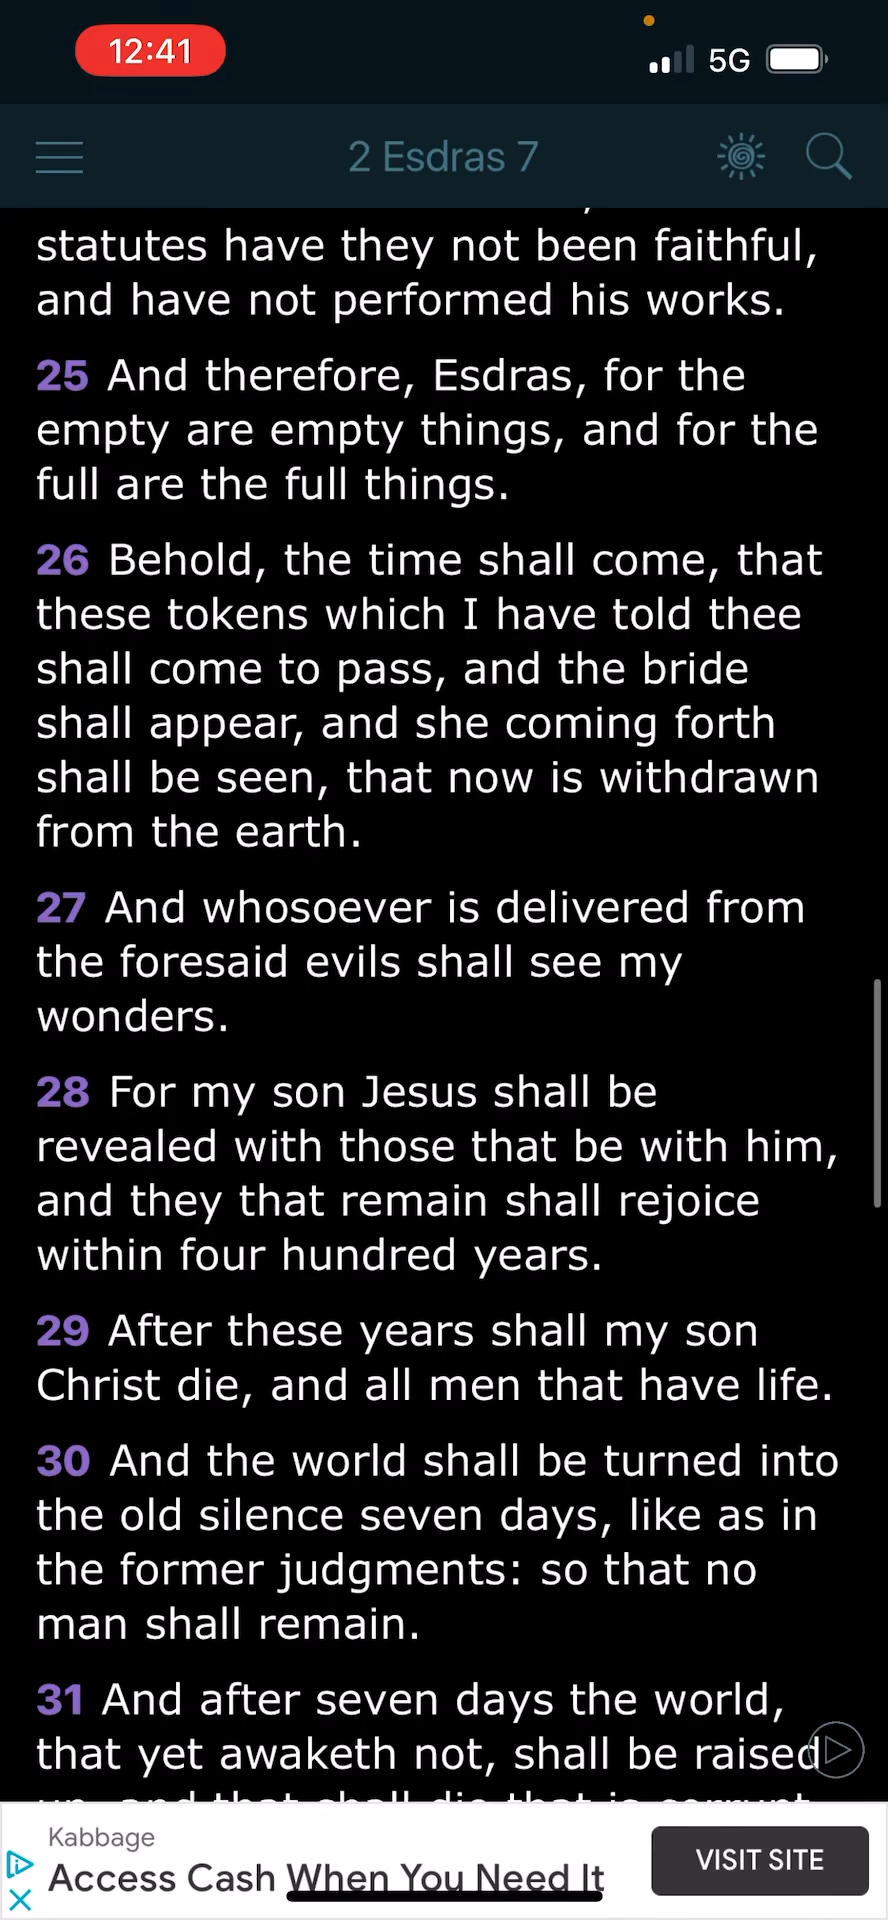 12:41
5G
2 Esdras 7
statutes have they not been faithful,
and have not performed his works.
25 And therefore, Esdras, for the
empty are empty things, and for the
full are the full things.
26 Behold, the time shall come, that
these tokens which I have told thee
shall come to pass, and the bride
shall appear, and she coming forth
shall be seen, that now is withdrawn
from the earth.
27 And whosoever is delivered from
the foresaid evils shall see my
wonders.
28 For my son Jesus shall be
revealed with those that be with him,
and they that remain shall rejoice
within four hundred years.
29 After these years shall my son
Christ die, and all men that have life.
30 And the world shall be turned into
the old silence seven days, like as in
the former judgments: so that no
man shall remain.
31 And after seven days the world,
that yet awaketh not, shall be raised
up, and that shall die that is corrupt
Kabbage
Access Cash When You Need It
VISIT SITE